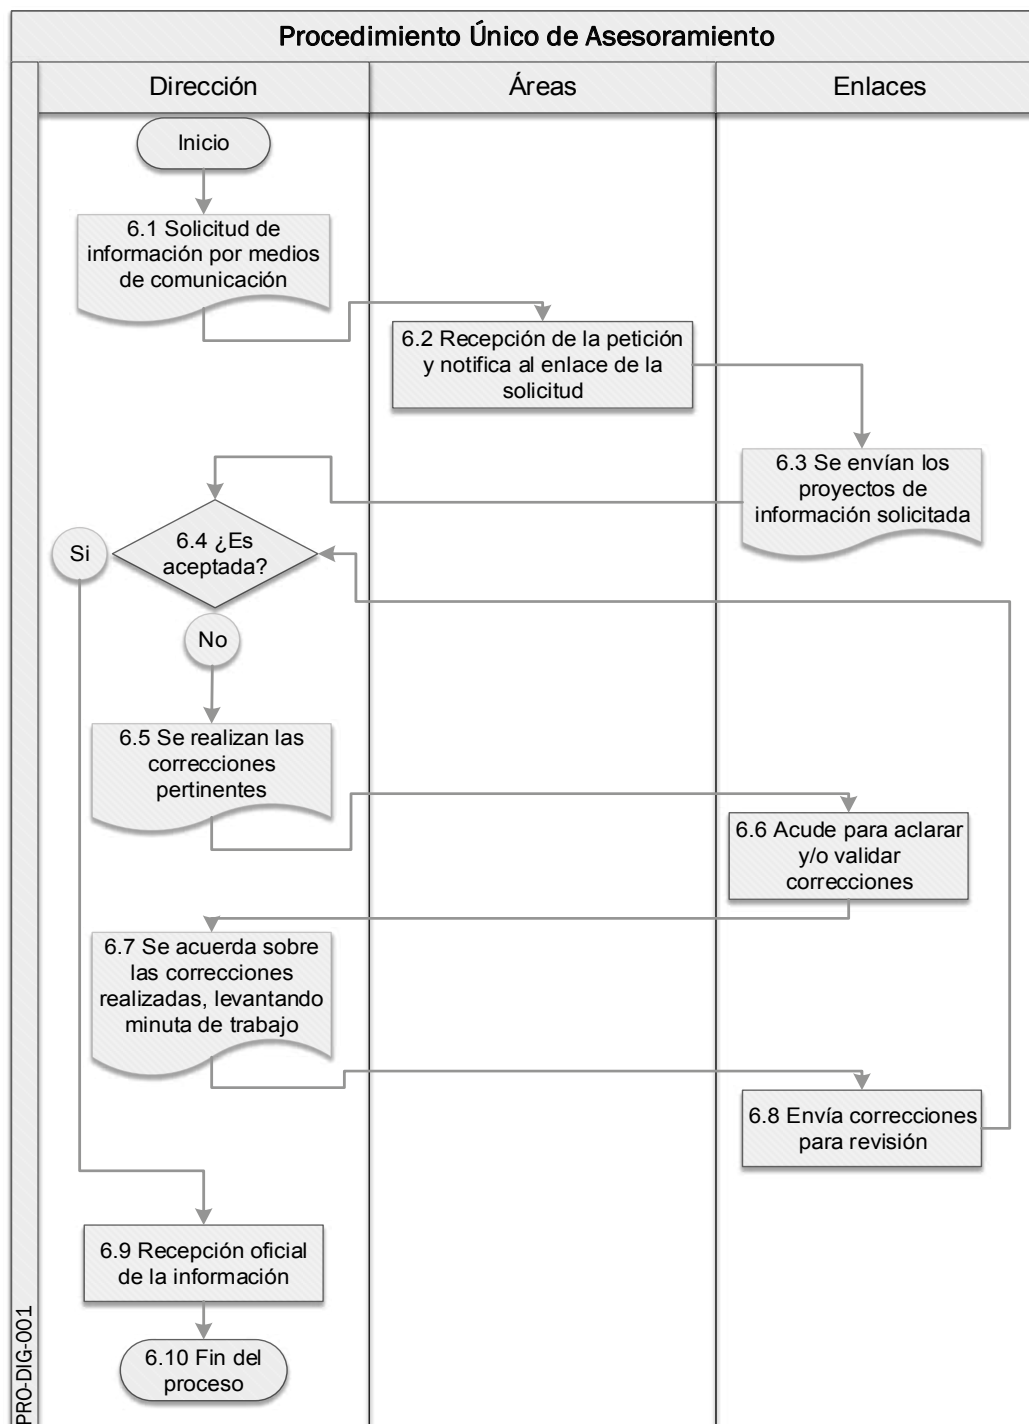 Procedimiento Único de Asesoramiento
Dirección
Áreas
Enlaces
Inicio
6.1 Solicitud de
información por medios
de comunicación
6.2 Recepción de la petición
y notifica al enlace de la
solicitud
6.3 Se envían los
proyectos de
información solicitada
6.4 ¿Es
aceptada?
Si
No
6.5 Se realizan las
correcciones
pertinentes
6.6 Acude para aclarar
y/o validar
correcciones
6.7 Se acuerda sobre
las correcciones
realizadas, levantando
minuta de trabajo
6.8 Envía correcciones
para revisión
6.9 Recepción oficial
de la información
6.10 Fin del
proceso
PRO-DIG-001